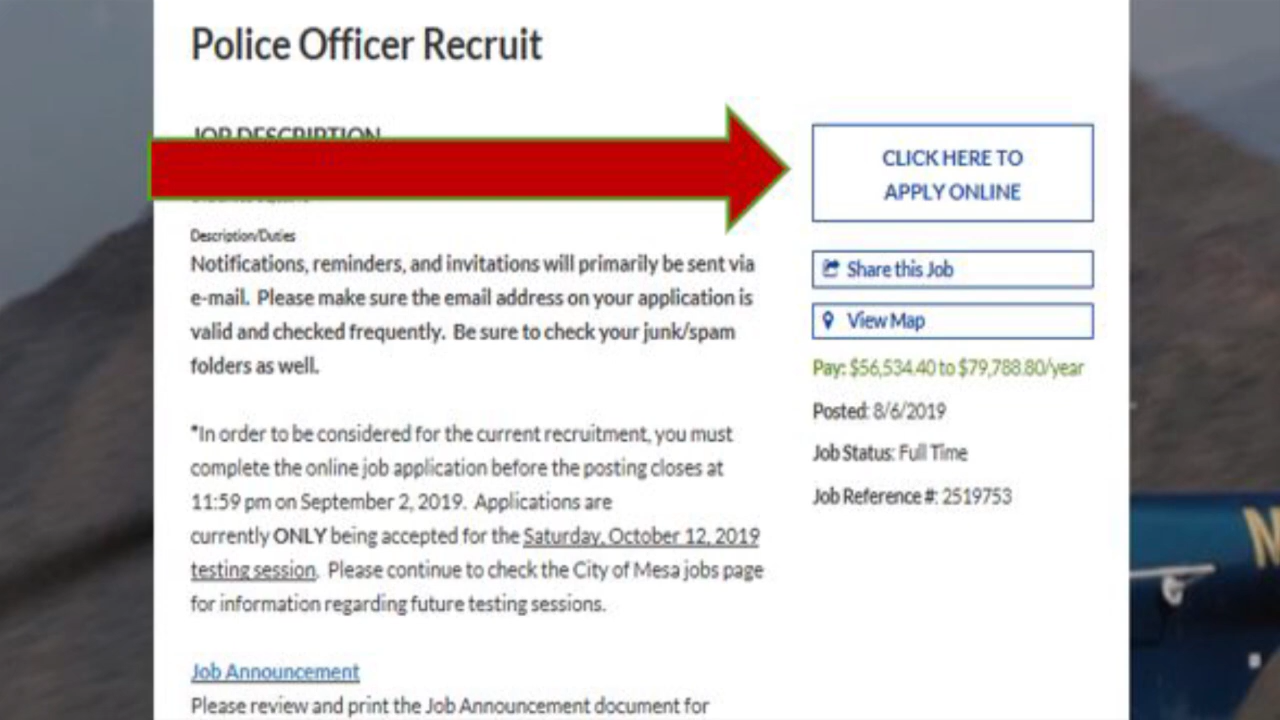 Police Officer Recruit
JOB DESCRIPTION
Description/Duties
Notifications, reminders, and invitations will primarily be sent via
e-mail. Please make sure the email address on your application is
valid and checked frequently. Be sure to check your junk/spam
folders as well.
*In order to be considered for the current recruitment, you must
complete the online job application before the posting closes at
11:59 pm on September 2, 2019. Applications are
currently ONLY being accepted for the Saturday, October 12, 2019
testing session. Please continue to check the City of Mesa jobs page
for information regarding future testing sessions.
Job Announcement
Please review and print the Job Announcement document for
CLICK HERE TO
APPLY ONLINE
Share this Job
View Map
Pay: $56,534.40 to $79,788.80/year
Posted: 8/6/2019
Job Status: Full Time
Job Reference #: 2519753
N